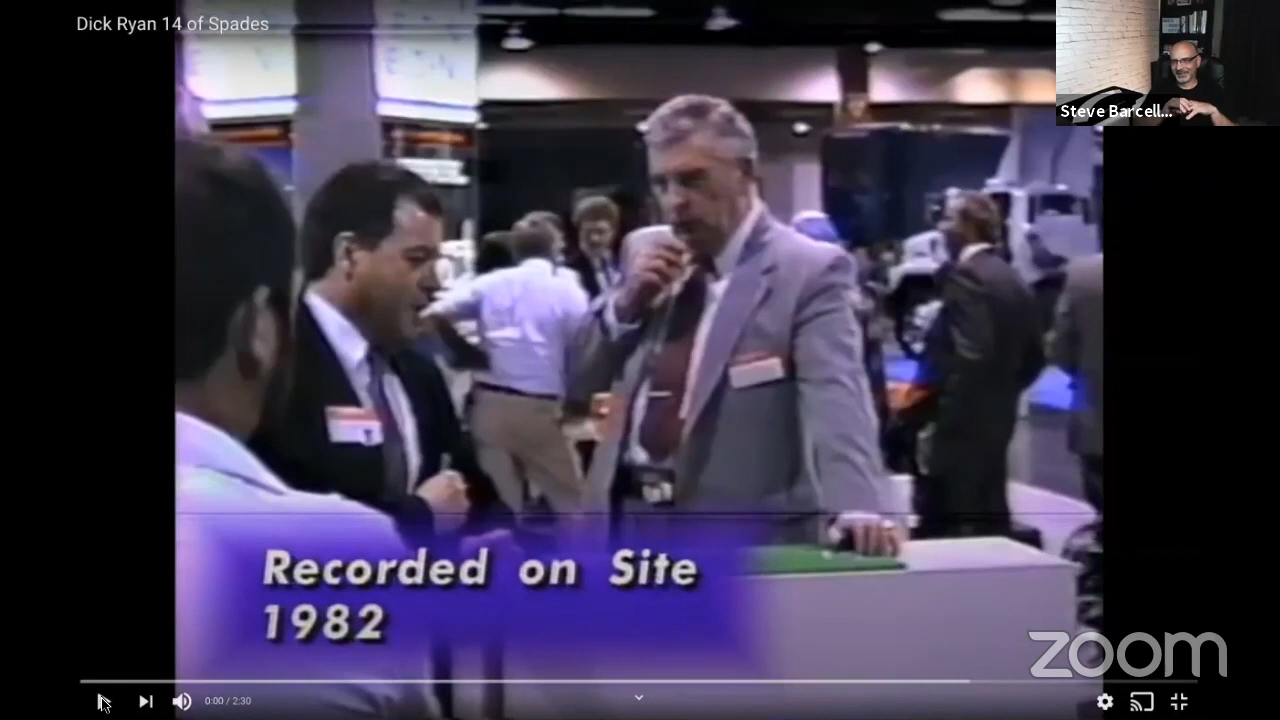 Dick Ryan 14 of Spades
Steve Barcell...
Recorded on Site
1982
0:00 / 2:30
zoom